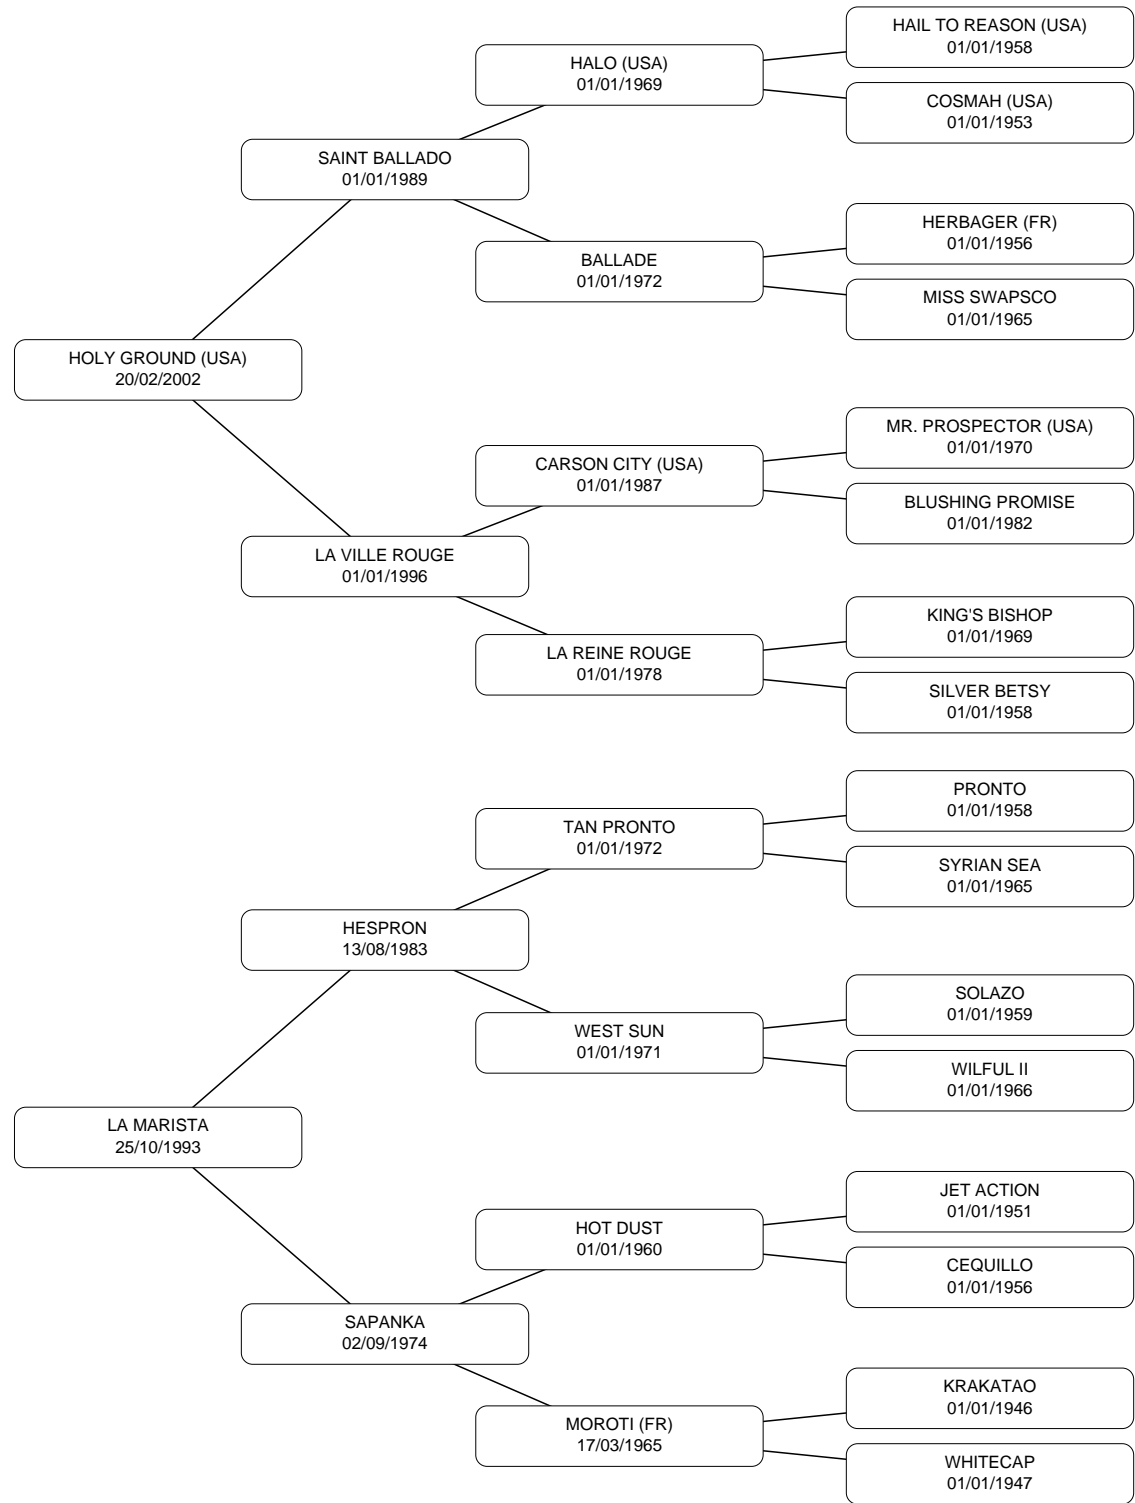 HAIL TO REASON (USA)
01/01/1958
HALO (USA)
01/01/1969
COSMAH (USA)
01/01/1953
SAINT BALLADO
01/01/1989
HERBAGER (FR)
01/01/1956
BALLADE
01/01/1972
MISS SWAPSCO
01/01/1965
HOLY GROUND (USA)
20/02/2002
MR. PROSPECTOR (USA)
01/01/1970
CARSON CITY (USA)
01/01/1987
BLUSHING PROMISE
01/01/1982
LA VILLE ROUGE
01/01/1996
KING'S BISHOP
01/01/1969
LA REINE ROUGE
01/01/1978
SILVER BETSY
01/01/1958
PRONTO
01/01/1958
TAN PRONTO
01/01/1972
SYRIAN SEA
01/01/1965
HESPRON
13/08/1983
SOLAZO
01/01/1959
WEST SUN
01/01/1971
WILFUL II
01/01/1966
LA MARISTA
25/10/1993
JET ACTION
01/01/1951
HOT DUST
01/01/1960
CEQUILLO
01/01/1956
SAPANKA
02/09/1974
KRAKATAO
01/01/1946
MOROTI (FR)
17/03/1965
WHITECAP
01/01/1947